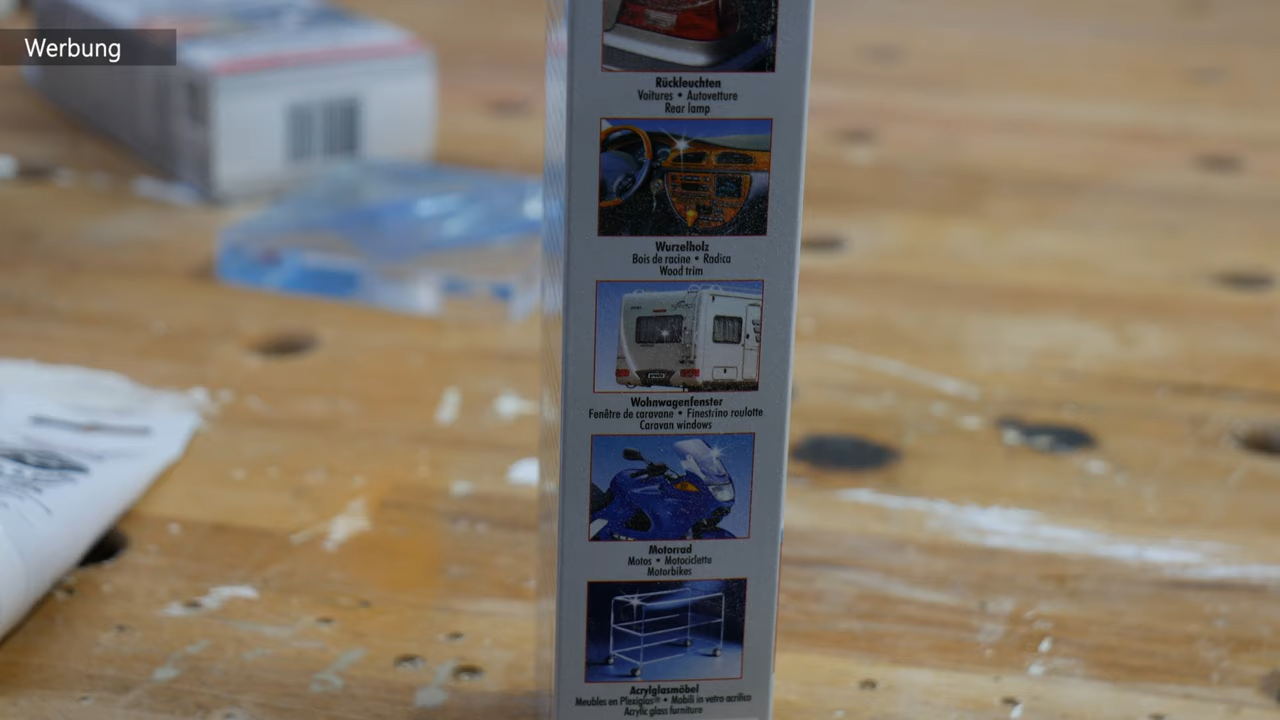 Werbung
Rückleuchten
Voitures • Autovetture
Rear lamp
Wurzelholz
Bois de racine • Radica
Wood trim
Wohnwagenfenster
Fenêtre de caravane • Finestrino roulotte
Caravan windows
Motorrad
Motos • Motociclette
Motorbikes
Acrylglasmöbel
Meubles en Plexiglas® • Mobili in vetro acrilico
Acrylic glass furniture